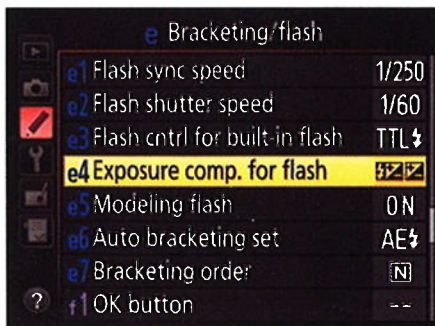 e Bracketing/flash
e1 Flash sync speed 1/250
e2 Flash shutter speed 1/60
e3 Flash cntrl for built-in flash TTL
e4 Exposure comp. for flash
e5 Modeling flash ON
e6 Auto bracketing set AE
e7 Bracketing order N
? f1 OK button --